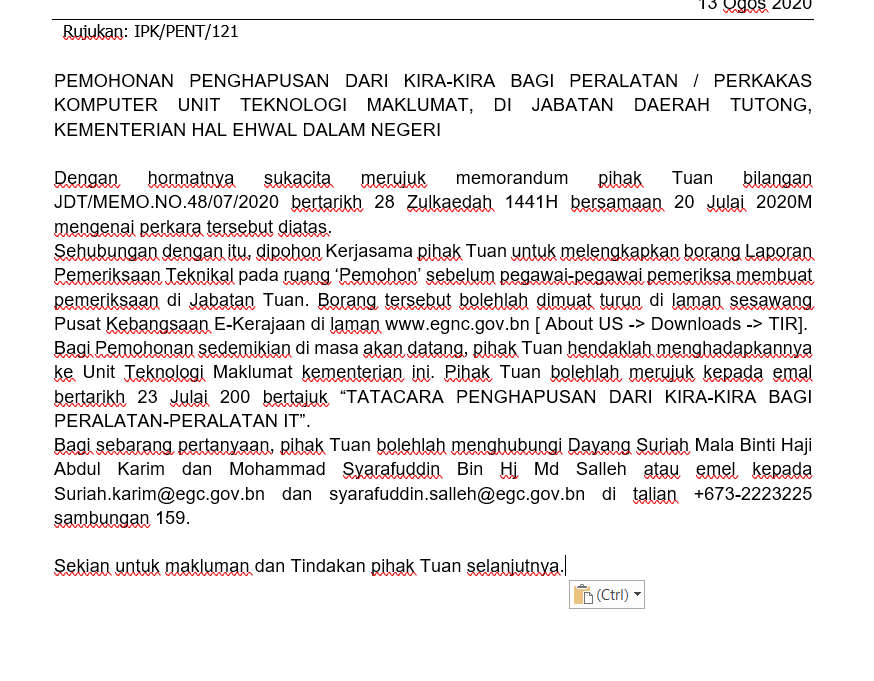 13 Ogos 2020
Rujukan: IPK/PENT/121
PEMOHONAN PENGHAPUSAN DARI KIRA-KIRA BAGI PERALATAN / PERKAKAS
KOMPUTER UNIT TEKNOLOGI MAKLUMAT, DI JABATAN DAERAH TUTONG,
KEMENTERIAN HAL EHWAL DALAM NEGERI
Dengan hormatnya sukacita merujuk memorandum pihak Tuan bilangan
JDT/MEMO.NO.48/07/2020 bertarikh 28 Zulkaedah 1441H bersamaan 20 Julai 2020M
mengenai perkara tersebut diatas.
Sehubungan dengan itu, dipohon Kerjasama pihak Tuan untuk melengkapkan borang Laporan
Pemeriksaan Teknikal pada ruang ‘Pemohon’ sebelum pegawai-pegawai pemeriksa membuat
pemeriksaan di Jabatan Tuan. Borang tersebut bolehlah dimuat turun di laman sesawang
Pusat Kebangsaan E-Kerajaan di laman www.egnc.gov.bn [ About US -> Downloads -> TIR].
Bagi Pemohonan sedemikian di masa akan datang, pihak Tuan hendaklah menghadapkannya
ke Unit Teknologi Maklumat kementerian ini. Pihak Tuan bolehlah merujuk kepada emal
bertarikh 23 Julai 200 bertajuk “TATACARA PENGHAPUSAN DARI KIRA-KIRA BAGI
PERALATAN-PERALATAN IT”.
Bagi sebarang pertanyaan, pihak Tuan bolehlah menghubungi Dayang Suriah Mala Binti Haji
Abdul Karim dan Mohammad Syarafuddin Bin Hj Md Salleh atau emel kepada
Suriah.karim@egc.gov.bn dan syarafuddin.salleh@egc.gov.bn di talian +673-2223225
sambungan 159.
Sekian untuk makluman dan Tindakan pihak Tuan selanjutnya.
(Ctrl)